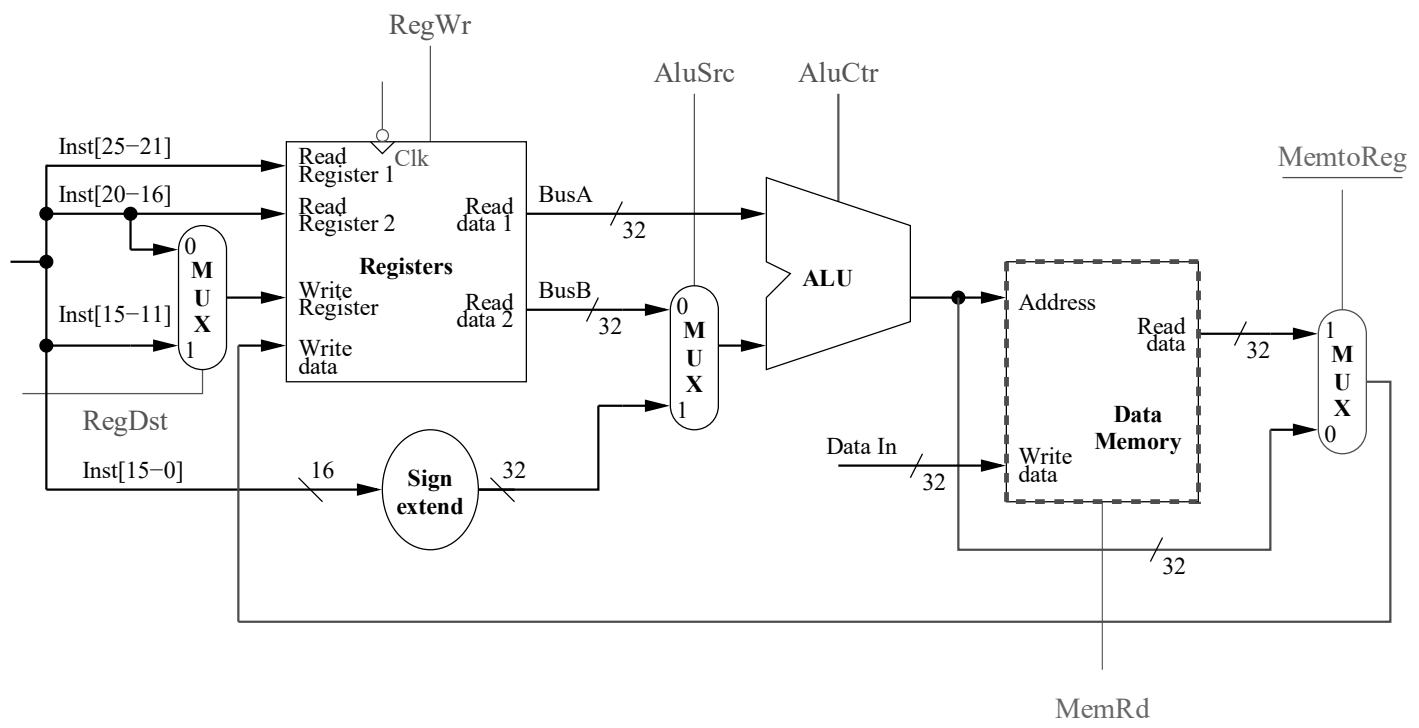 RegWr
AluSrc
AluCtr
MemtoReg
Inst[25−21]
Inst[20−16]
Inst[15−11]
RegDst
Inst[15−0]
0
M
U
X
1
Clk
Read
Register 1
Read
Register 2
Read
data 1
Registers
Write
Register
Read
data 2
Write
data
BusA
32
BusB
32
16
Sign
extend
32
0
M
U
X
1
ALU
Address
Read
data
Data
Memory
Write
data
Data In
32
32
1
M
U
X
0
32
MemRd